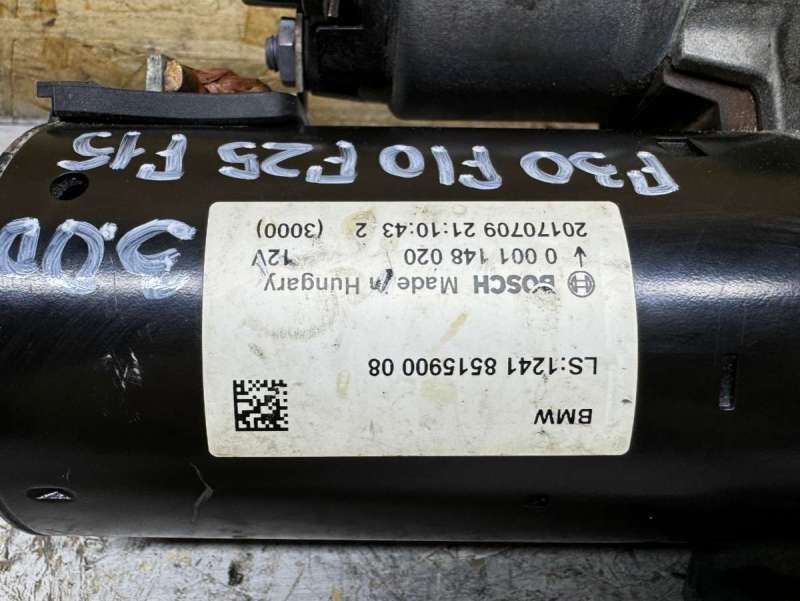 F30 F10 F25 F15
3.0D
BMW
LS:1241 8515900 08
BOSCH Made in Hungary
0 001 148 020 12V
20170709 21:10:43 2 (3000)